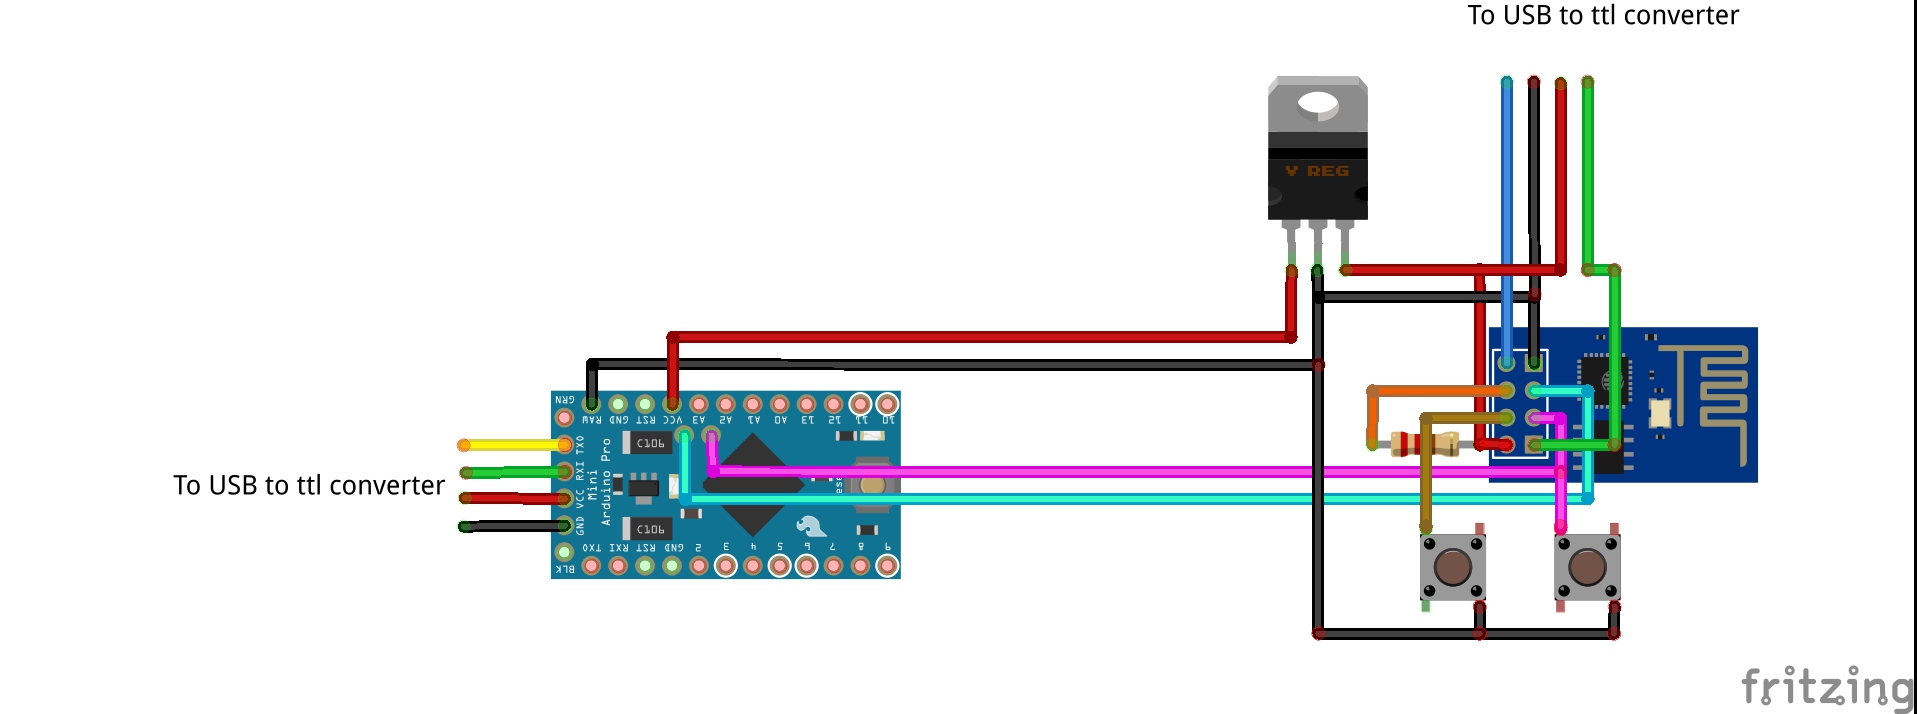 To USB to ttl converter
V REG
GRN
RAW GND RST VCC A3 A2 A1 A0 13 12 11 10
TXO
RXI
VCC
GND
Mini
Arduino Pro
C106
C106
ese
To USB to ttl converter
BLK
TXO RXI RST GND 2 3 4 5 6 7 8 9
fritzing